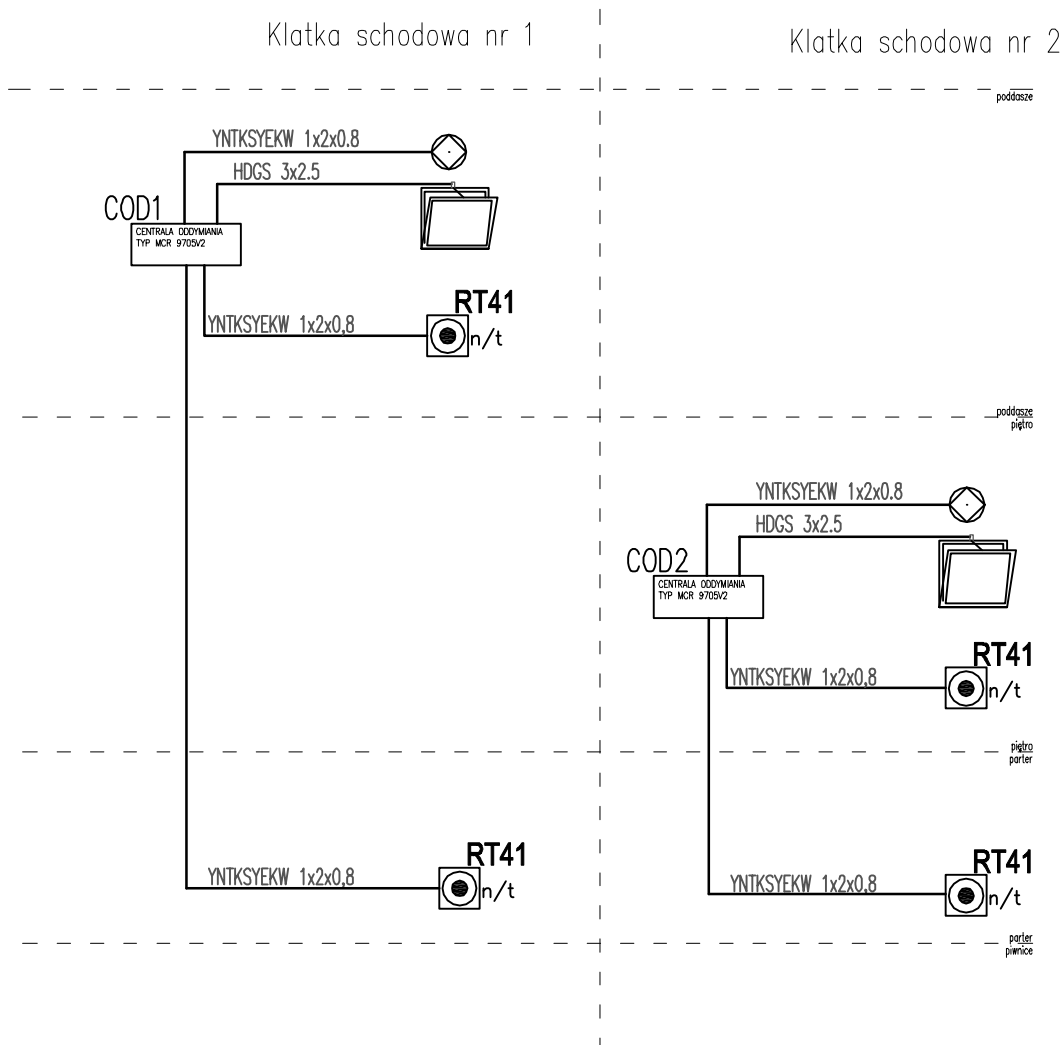 Klatka schodowa nr 1
Klatka schodowa nr 2
poddasze
YNTKSYEKW 1x2x0.8
HDGS 3x2.5
COD1
CENTRALA ODDYMIANIA
TYP MCR 9705V2
RT41
YNTKSYEKW 1x2x0,8
n/t
poddasze
piętro
YNTKSYEKW 1x2x0.8
HDGS 3x2.5
COD2
CENTRALA ODDYMIANIA
TYP MCR 9705V2
RT41
YNTKSYEKW 1x2x0,8
n/t
piętro
parter
RT41
YNTKSYEKW 1x2x0,8
n/t
RT41
YNTKSYEKW 1x2x0,8
n/t
parter
piwnice